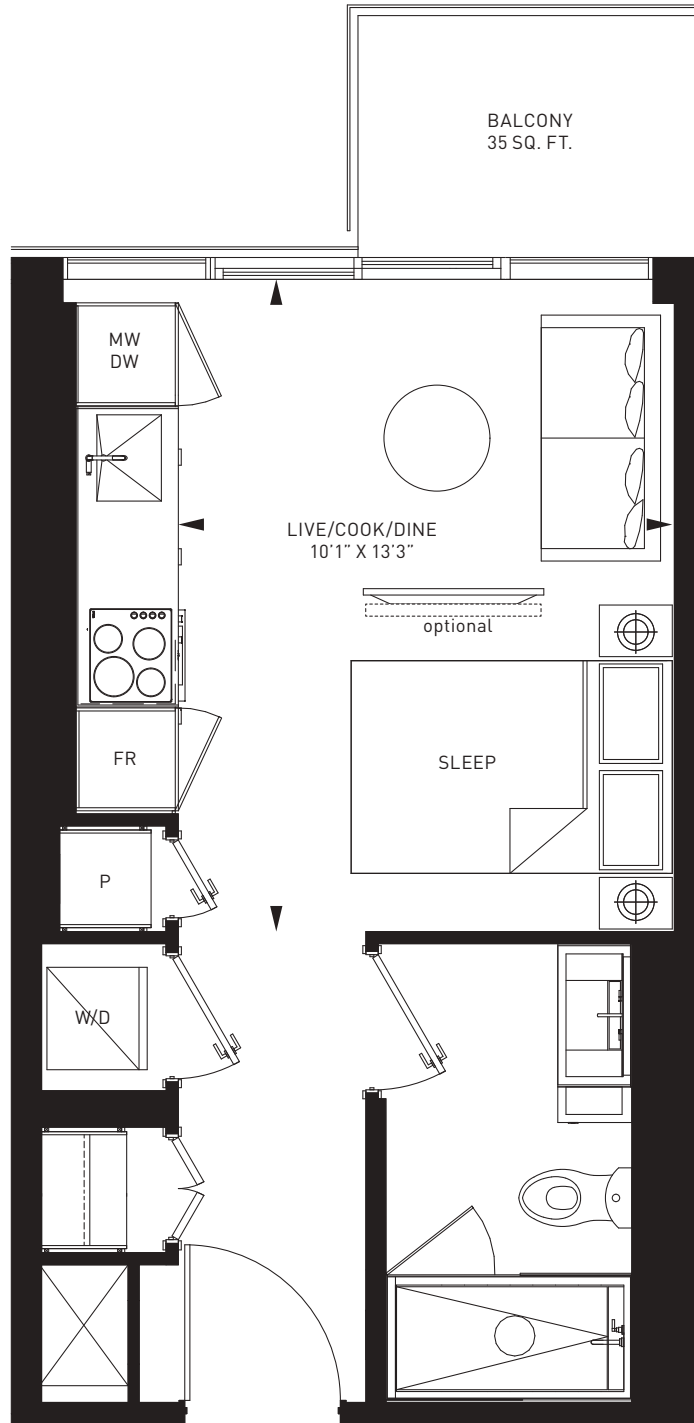 BALCONY
35 SQ. FT.
MW
DW
LIVE/COOK/DINE
10’1” X 13’3”
optional
FR
SLEEP
P
W/D